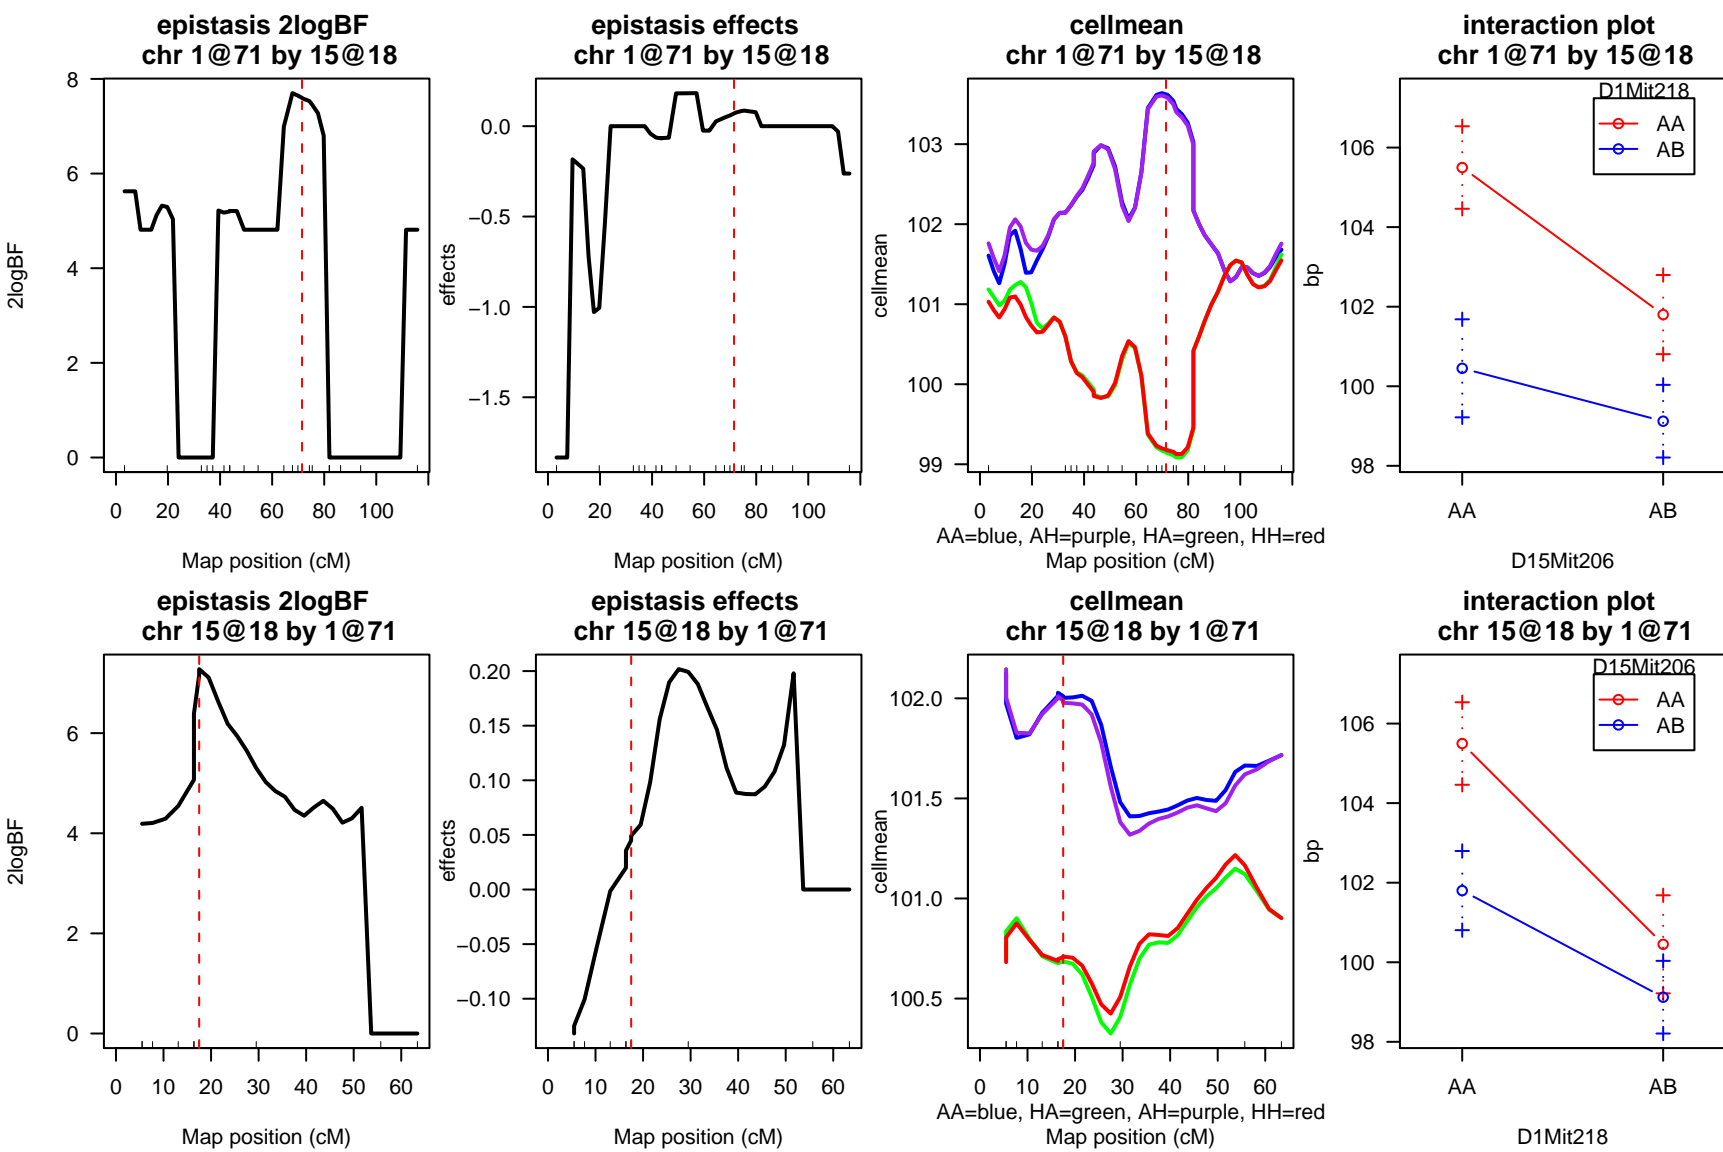 epistasis 2logBF
chr 1@71 by 15@18
2logBF
8
6
4
2
0
0 20 40 60 80 100
Map position (cM)
epistasis effects
chr 1@71 by 15@18
effects
0.0
−0.5
−1.0
−1.5
0 20 40 60 80 100
Map position (cM)
cellmean
chr 1@71 by 15@18
cellmean
103
102
101
100
99
0 20 40 60 80 100
AA=blue, AH=purple, HA=green, HH=red
Map position (cM)
interaction plot
chr 1@71 by 15@18
bp
D1Mit218
AA
AB
106
104
102
100
98
AA AB
D15Mit206
epistasis 2logBF
chr 15@18 by 1@71
2logBF
6
4
2
0
0 10 20 30 40 50 60
Map position (cM)
epistasis effects
chr 15@18 by 1@71
effects
0.20
0.15
0.10
0.05
0.00
−0.05
−0.10
0 10 20 30 40 50 60
Map position (cM)
cellmean
chr 15@18 by 1@71
cellmean
102.0
101.5
101.0
100.5
0 10 20 30 40 50 60
AA=blue, HA=green, AH=purple, HH=red
Map position (cM)
interaction plot
chr 15@18 by 1@71
bp
D15Mit206
AA
AB
106
104
102
100
98
AA AB
D1Mit218